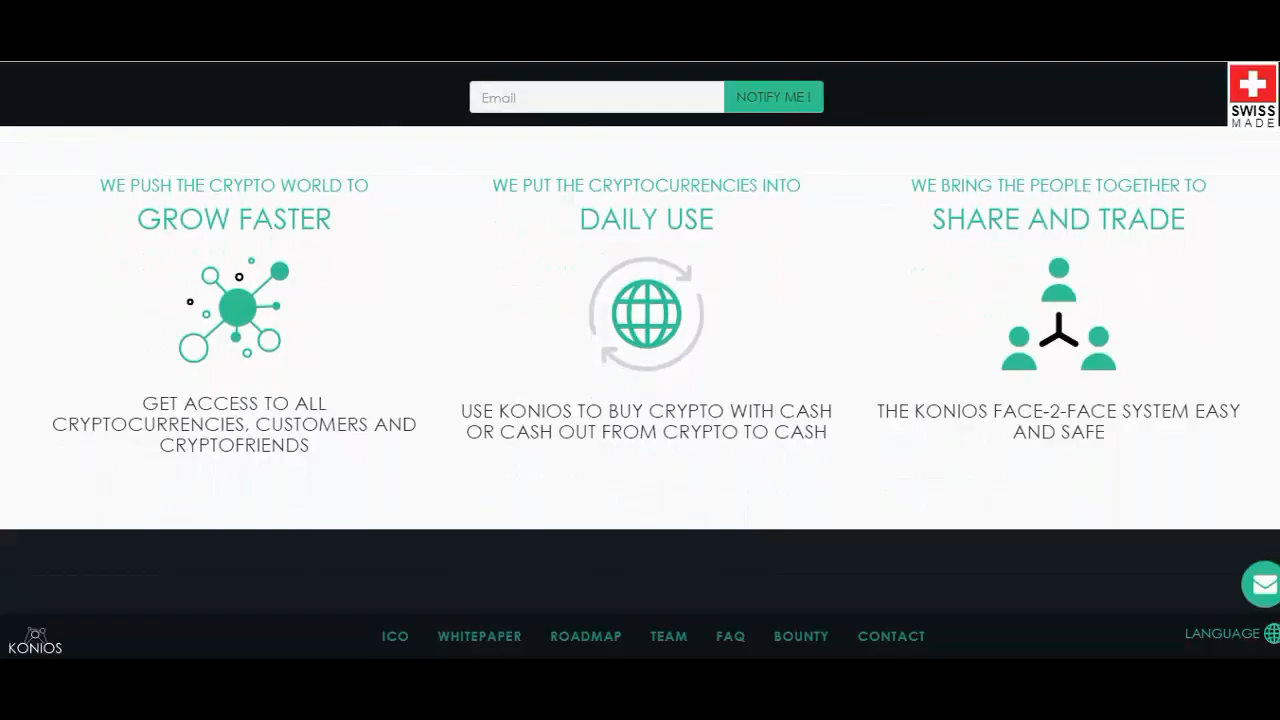 Email
NOTIFY ME !
SWISS
MADE
WE PUSH THE CRYPTO WORLD TO
GROW FASTER
GET ACCESS TO ALL
CRYPTOCURRENCIES, CUSTOMERS AND
CRYPTOFRIENDS
WE PUT THE CRYPTOCURRENCIES INTO
DAILY USE
USE KONIOS TO BUY CRYPTO WITH CASH
OR CASH OUT FROM CRYPTO TO CASH
WE BRING THE PEOPLE TOGETHER TO
SHARE AND TRADE
THE KONIOS FACE-2-FACE SYSTEM EASY
AND SAFE
KONIOS
ICO WHITEPAPER ROADMAP TEAM FAQ BOUNTY CONTACT
LANGUAGE